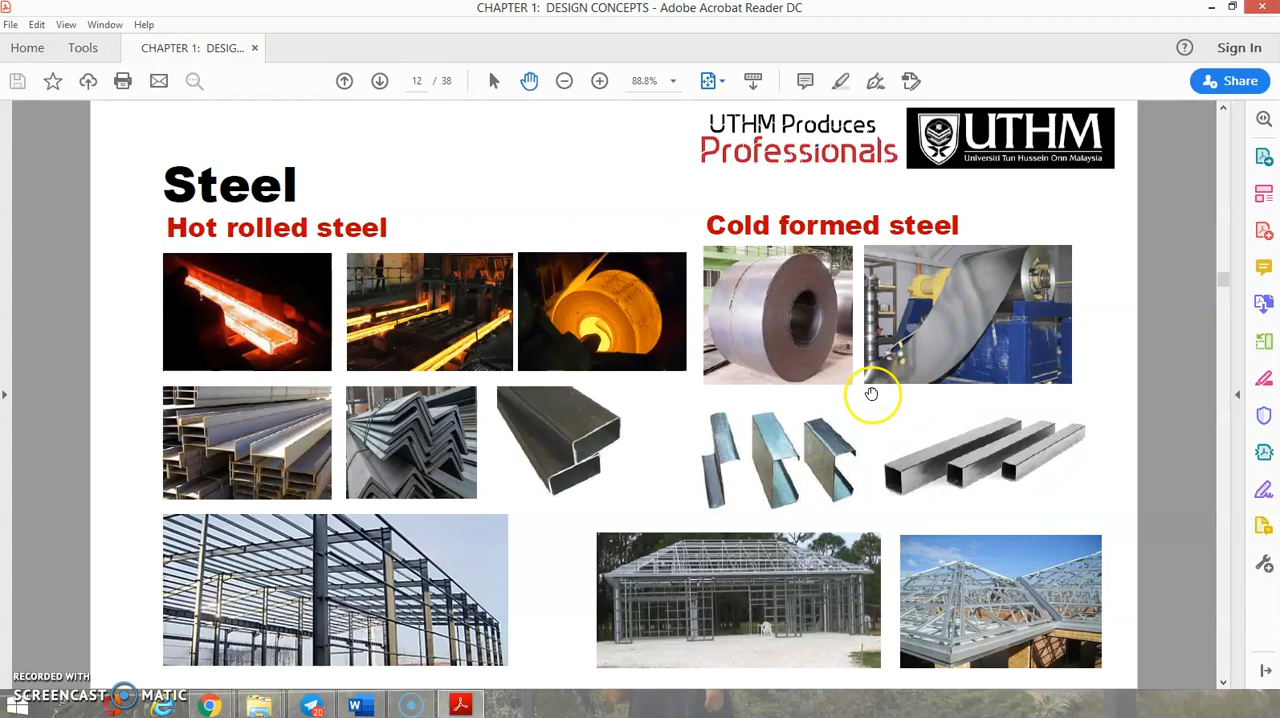 CHAPTER 1: DESIGN CONCEPTS - Adobe Acrobat Reader DC
File Edit View Window Help
Home Tools CHAPTER 1: DESIG... × Sign In
12 / 38 88.8% Share
UTHM Produces
Professionals
UTHM
Universiti Tun Hussein Onn Malaysia
Steel
Hot rolled steel
Cold formed steel
RECORDED WITH
SCREENCAST MATIC
20